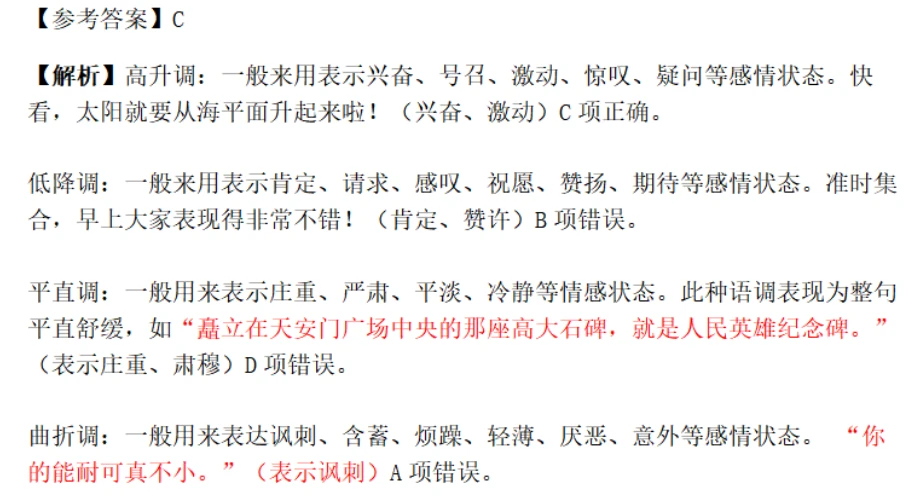 【参考答案】C
【解析】高升调：一般来用表示兴奋、号召、激动、惊叹、疑问等感情状态。快
看，太阳就要从海平面升起来啦！（兴奋、激动）C 项正确。
低降调：一般来用表示肯定、请求、感叹、祝愿、赞扬、期待等感情状态。准时集
合，早上大家表现得非常不错！（肯定、赞许）B 项错误。
平直调：一般用来表示庄重、严肃、平淡、冷静等情感状态。此种语调表现为整句
平直舒缓，如“矗立在天安门广场中央的那座高大石碑，就是人民英雄纪念碑。”
（表示庄重、肃穆）D 项错误。
曲折调：一般用来表达讽刺、含蓄、烦躁、轻薄、厌恶、意外等感情状态。 “你
的能耐可真不小。”（表示讽刺）A 项错误。